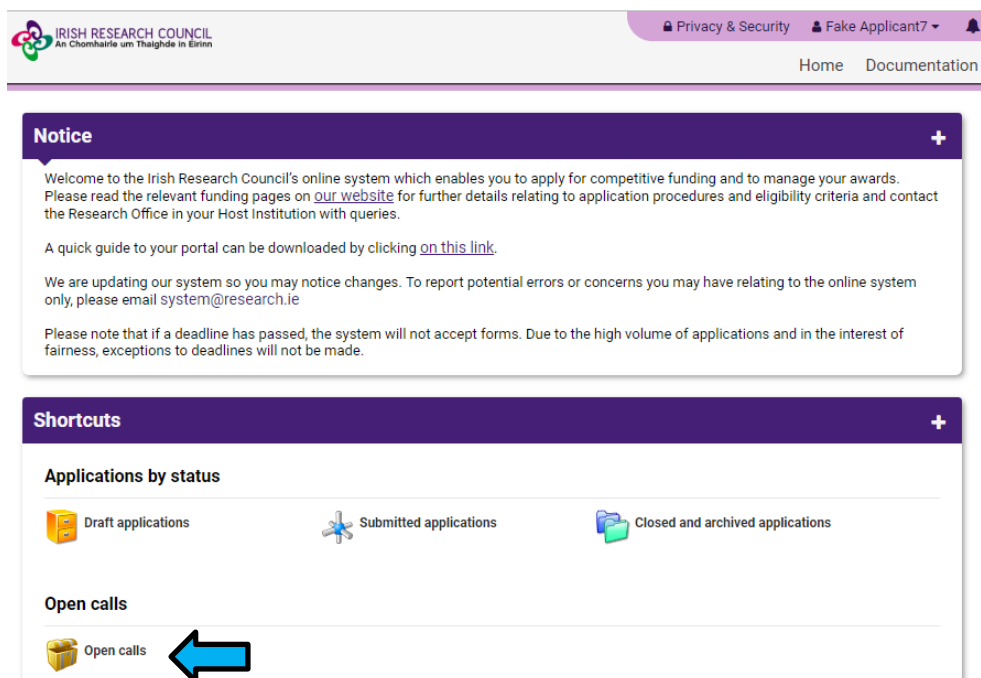 IRISH RESEARCH COUNCIL
An Chomhairle um Thaighde in Éirinn
Privacy & Security Fake Applicant7
Home Documentation
Notice
Welcome to the Irish Research Council's online system which enables you to apply for competitive funding and to manage your awards.
Please read the relevant funding pages on our website for further details relating to application procedures and eligibility criteria and contact
the Research Office in your Host Institution with queries.
A quick guide to your portal can be downloaded by clicking on this link.
We are updating our system so you may notice changes. To report potential errors or concerns you may have relating to the online system
only, please email system@research.ie
Please note that if a deadline has passed, the system will not accept forms. Due to the high volume of applications and in the interest of
fairness, exceptions to deadlines will not be made.
Shortcuts
Applications by status
Draft applications Submitted applications Closed and archived applications
Open calls
Open calls